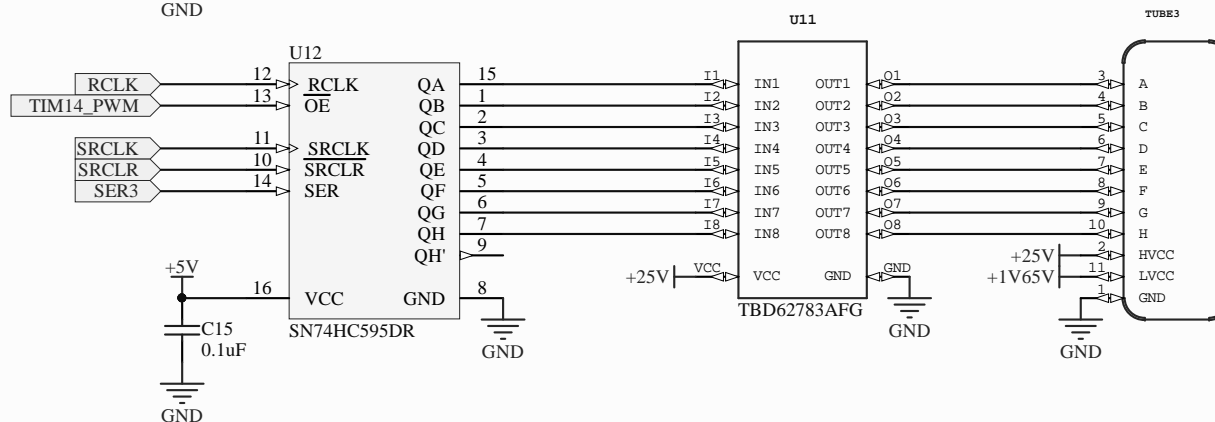 GND
U11
TUBE3
U12
RCLK 12 RCLK QA 15 I1 IN1 OUT1 O1 3 A
TIM14_PWM 13 OE QB 1 I2 IN2 OUT2 O2 4 B
QC 2 I3 IN3 OUT3 O3 5 C
SRCLK 11 SRCLK QD 3 I4 IN4 OUT4 O4 6 D
SRCLR 10 SRCLR QE 4 I5 IN5 OUT5 O5 7 E
SER3 14 SER QF 5 I6 IN6 OUT6 O6 8 F
QG 6 I7 IN7 OUT7 O7 9 G
QH 7 I8 IN8 OUT8 O8 10 H
QH' 9 +25V 2 HVCC
+5V +25V VCC VCC GND GND +1V65V 11 LVCC
16 VCC GND 8 1 GND
SN74HC595DR TBD62783AFG
C15
0.1uF
GND GND GND
GND